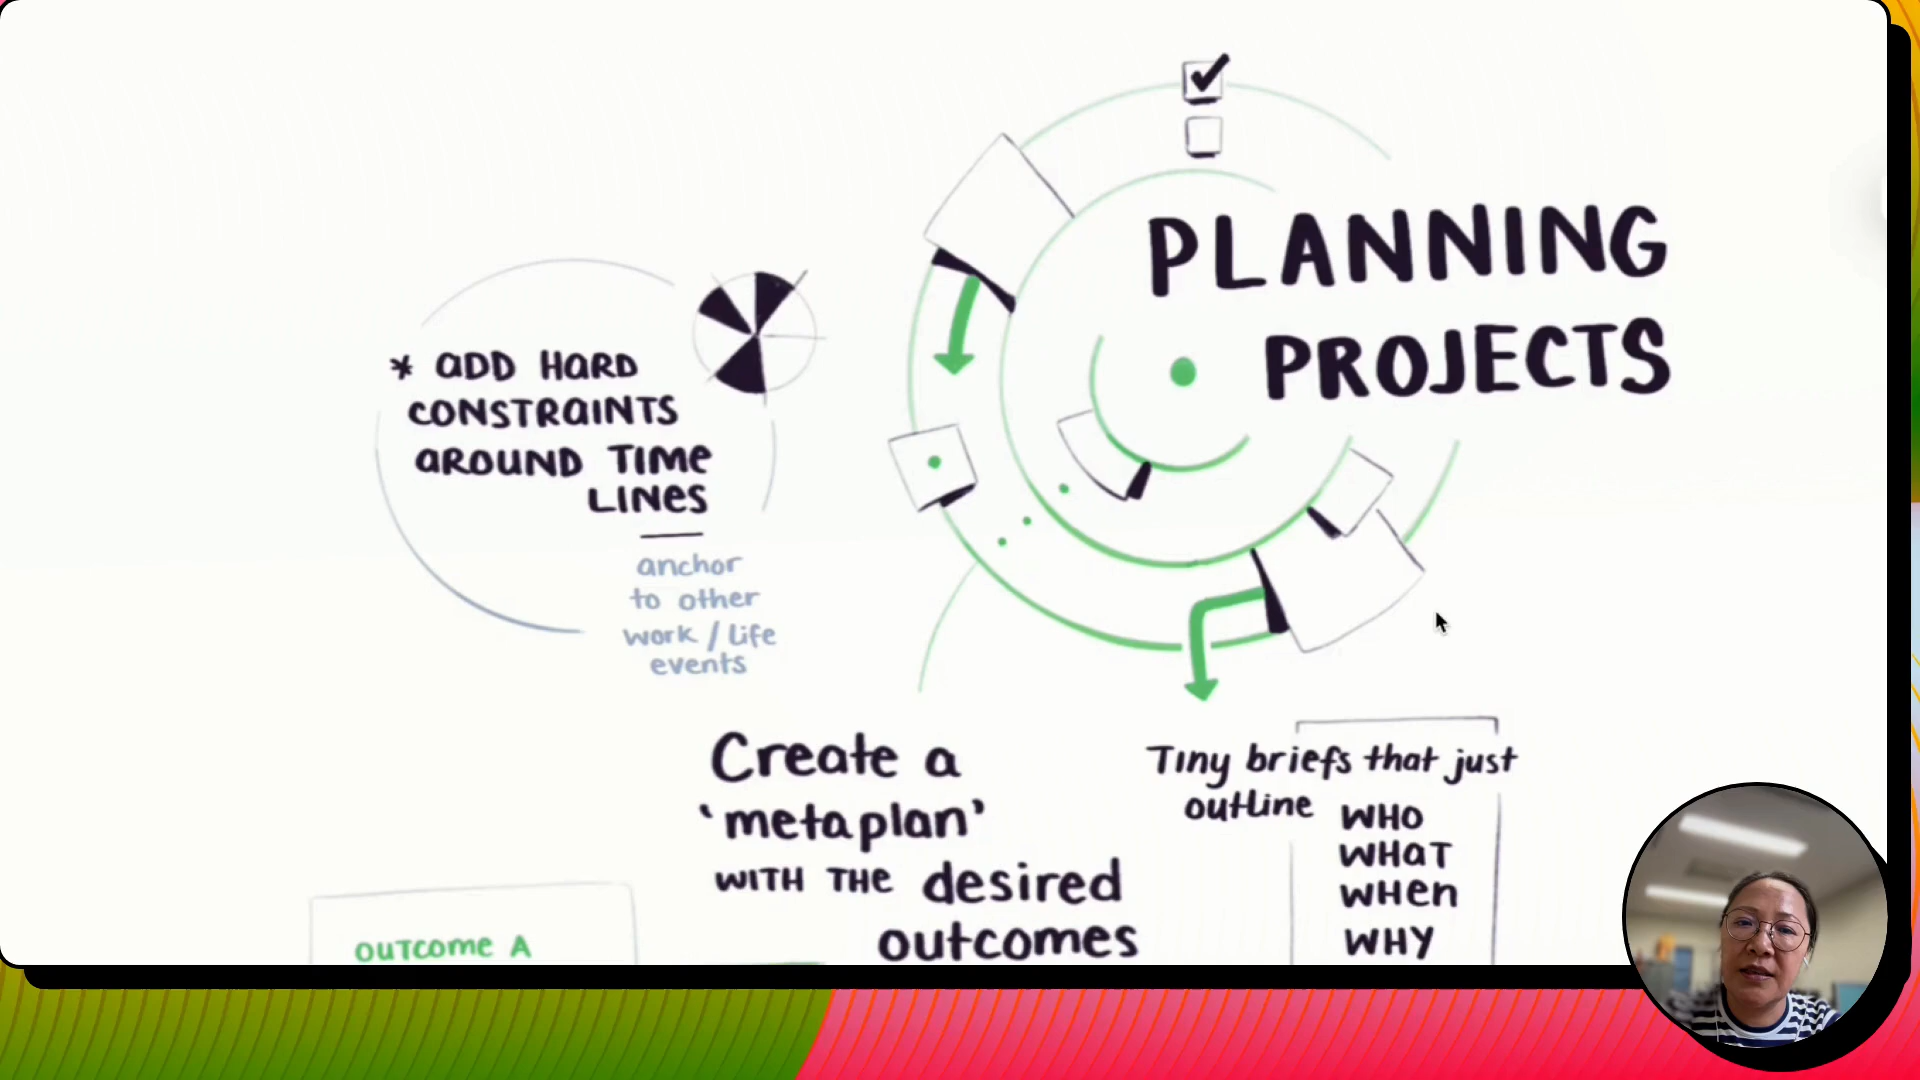 PLANNING
PROJECTS
* ADD HARD
CONSTRAINTS
AROUND TIME
LINES
anchor
to other
work / life
events
Create a
'metaplan'
WITH THE desired
outcomes
Tiny briefs that just
outline
WHO
WHAT
WHEN
WHY
OUTCOME A